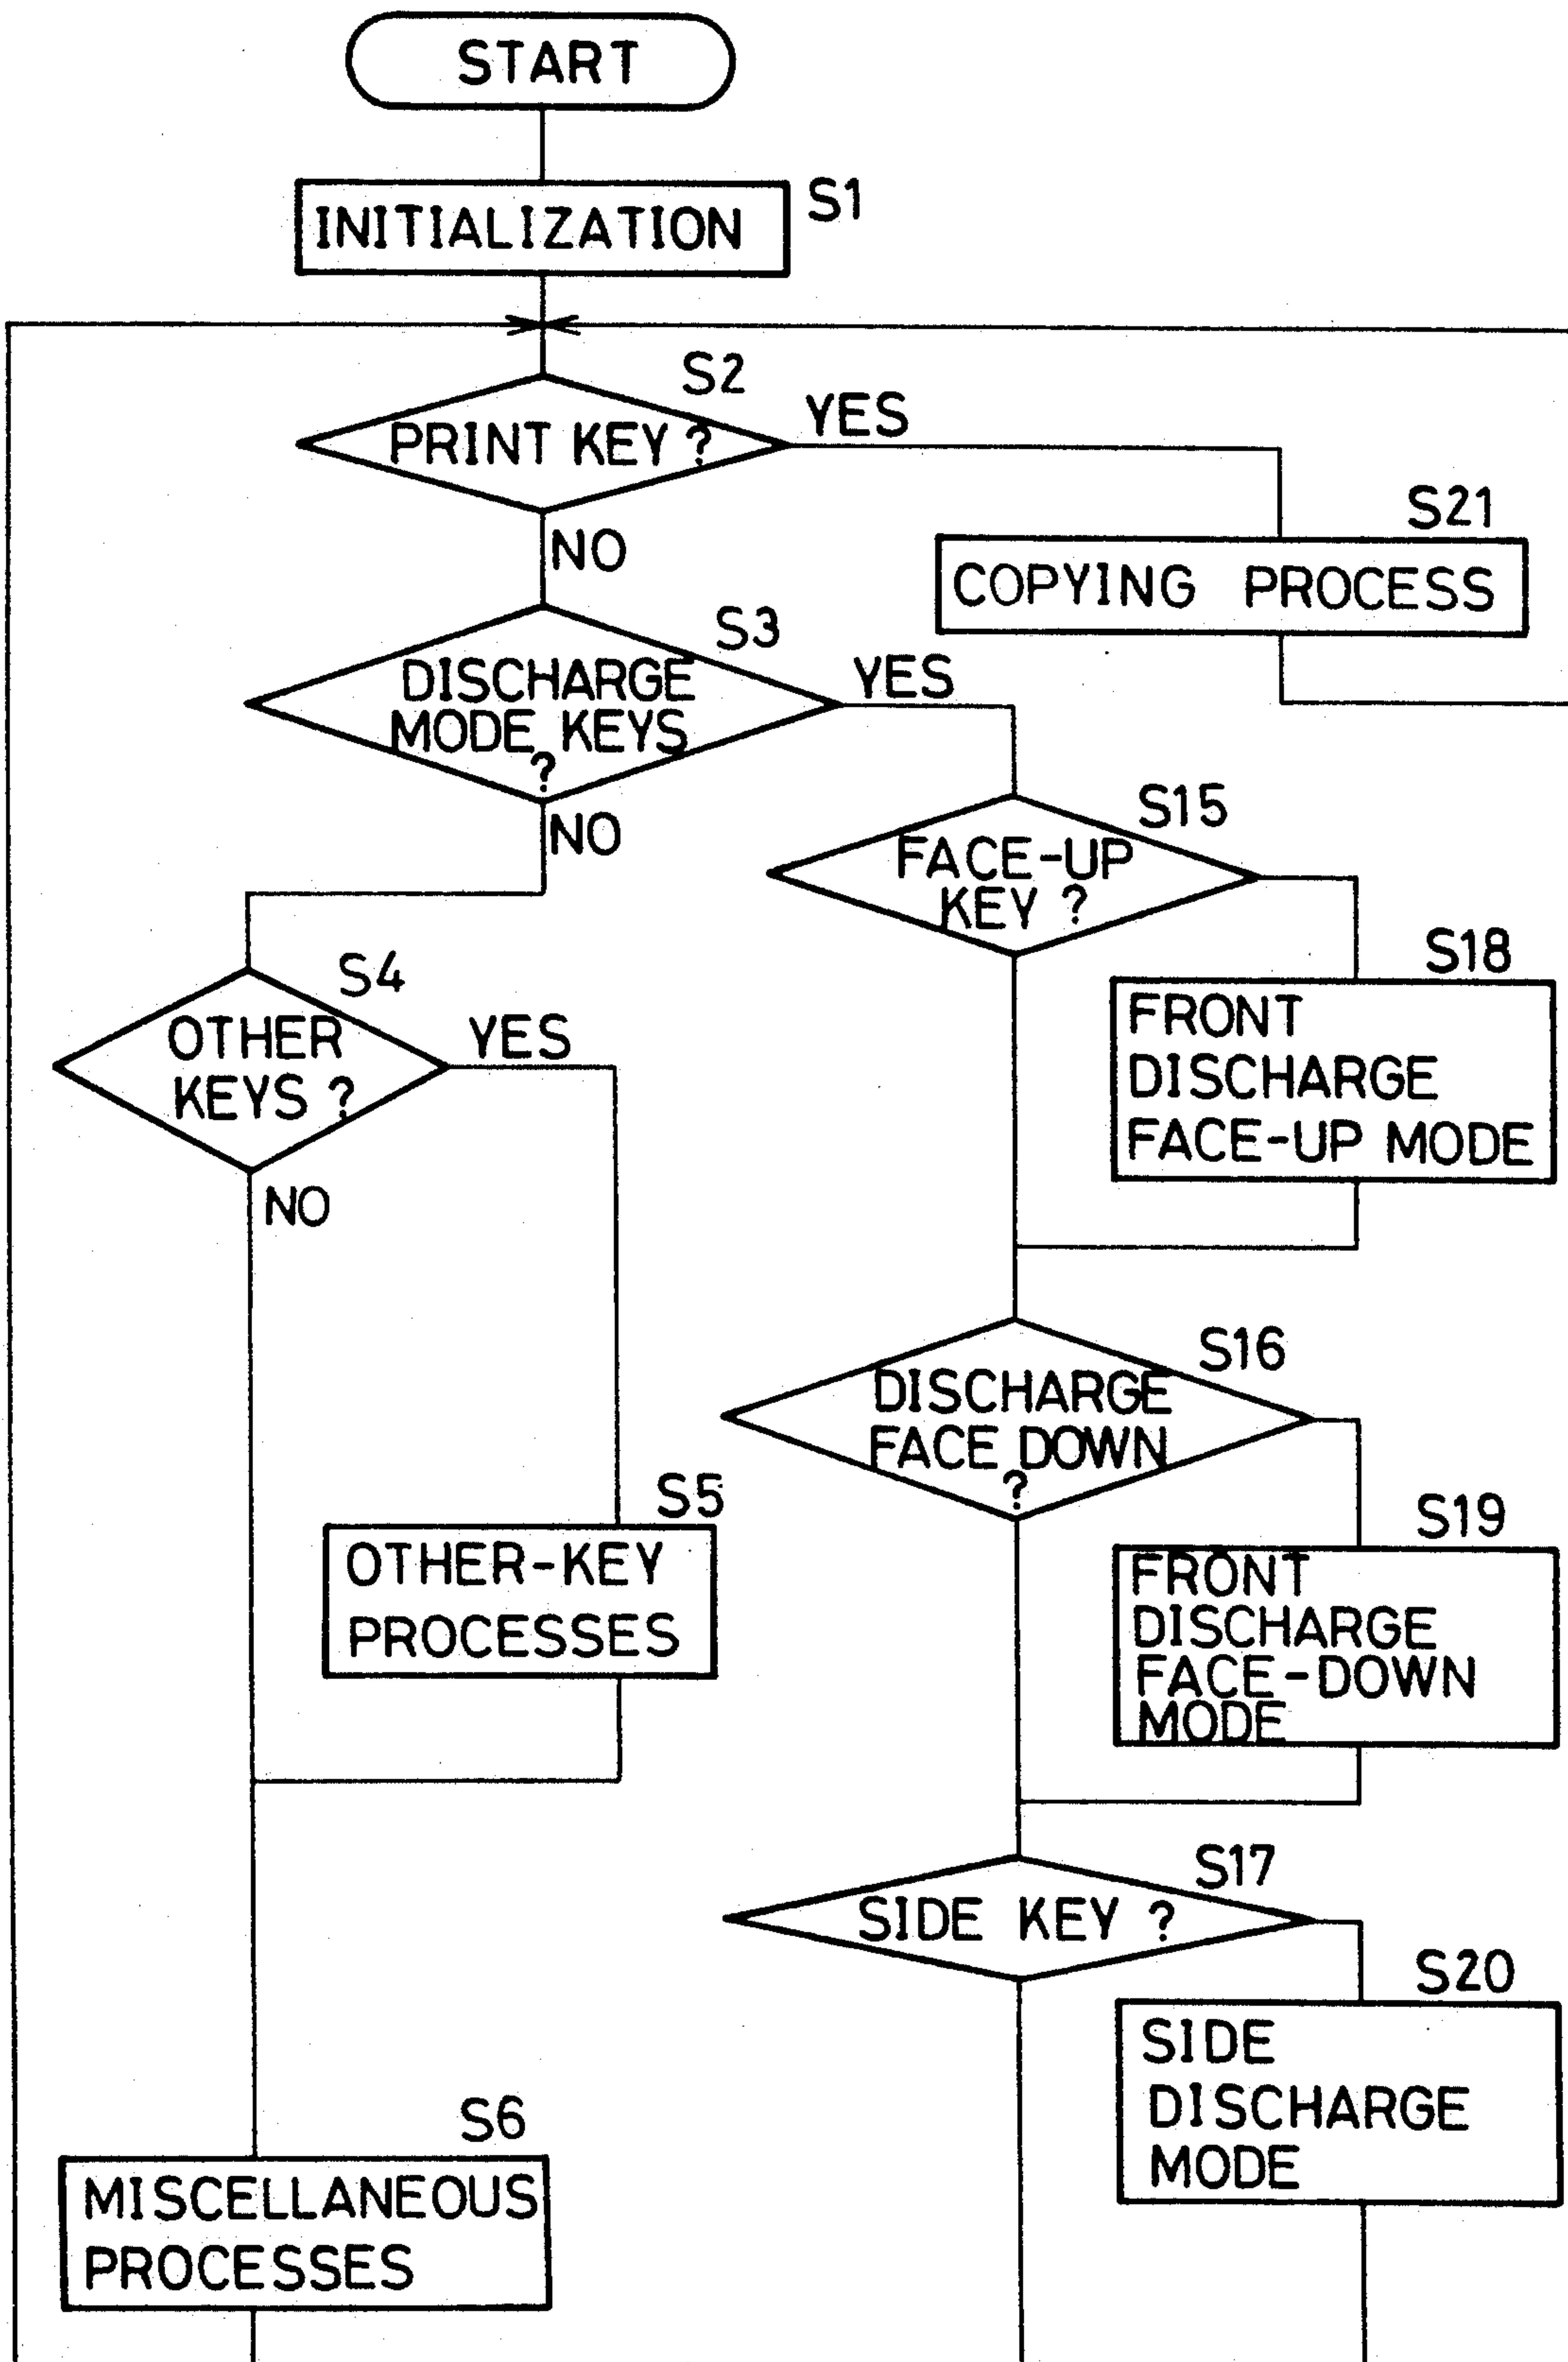 START
INITIALIZATION
S1
S2
PRINT KEY ?
YES
NO
S21
COPYING PROCESS
S3
DISCHARGE
MODE KEYS
?
YES
NO
S15
FACE-UP
KEY ?
S18
FRONT
DISCHARGE
FACE-UP MODE
S4
OTHER
KEYS ?
YES
NO
S16
DISCHARGE
FACE DOWN
?
S5
OTHER-KEY
PROCESSES
S19
FRONT
DISCHARGE
FACE-DOWN
MODE
S17
SIDE KEY ?
S20
SIDE
DISCHARGE
MODE
S6
MISCELLANEOUS
PROCESSES